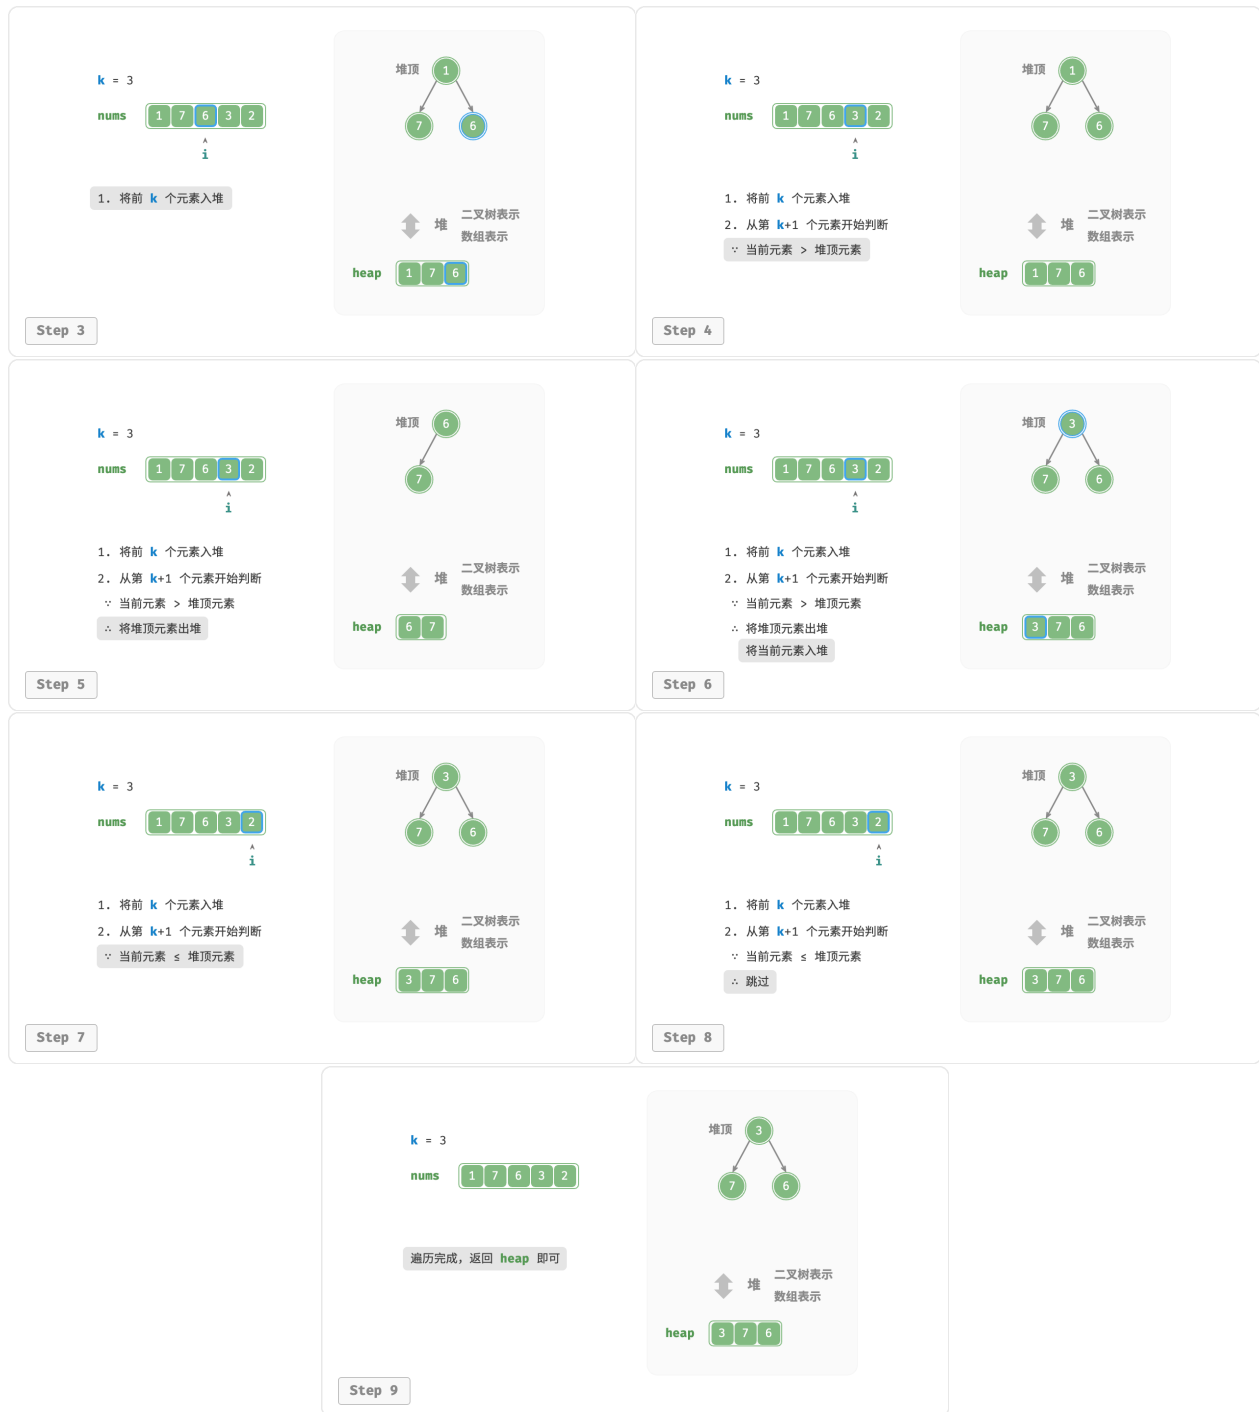 k = 3
nums 1 7 6 3 2
i
1. 将前 k 个元素入堆
堆顶 1
7 6
堆 二叉树表示
数组表示
heap 1 7 6
Step 3
k = 3
nums 1 7 6 3 2
i
1. 将前 k 个元素入堆
2. 从第 k+1 个元素开始判断
∵ 当前元素 > 堆顶元素
堆顶 1
7 6
堆 二叉树表示
数组表示
heap 1 7 6
Step 4
k = 3
nums 1 7 6 3 2
i
1. 将前 k 个元素入堆
2. 从第 k+1 个元素开始判断
∵ 当前元素 > 堆顶元素
∴ 将堆顶元素出堆
堆顶 6
7
堆 二叉树表示
数组表示
heap 6 7
Step 5
k = 3
nums 1 7 6 3 2
i
1. 将前 k 个元素入堆
2. 从第 k+1 个元素开始判断
∵ 当前元素 > 堆顶元素
∴ 将堆顶元素出堆
将当前元素入堆
堆顶 3
7 6
堆 二叉树表示
数组表示
heap 3 7 6
Step 6
k = 3
nums 1 7 6 3 2
i
1. 将前 k 个元素入堆
2. 从第 k+1 个元素开始判断
∵ 当前元素 ≤ 堆顶元素
堆顶 3
7 6
堆 二叉树表示
数组表示
heap 3 7 6
Step 7
k = 3
nums 1 7 6 3 2
i
1. 将前 k 个元素入堆
2. 从第 k+1 个元素开始判断
∵ 当前元素 ≤ 堆顶元素
∴ 跳过
堆顶 3
7 6
堆 二叉树表示
数组表示
heap 3 7 6
Step 8
k = 3
nums 1 7 6 3 2
遍历完成，返回 heap 即可
堆顶 3
7 6
堆 二叉树表示
数组表示
heap 3 7 6
Step 9